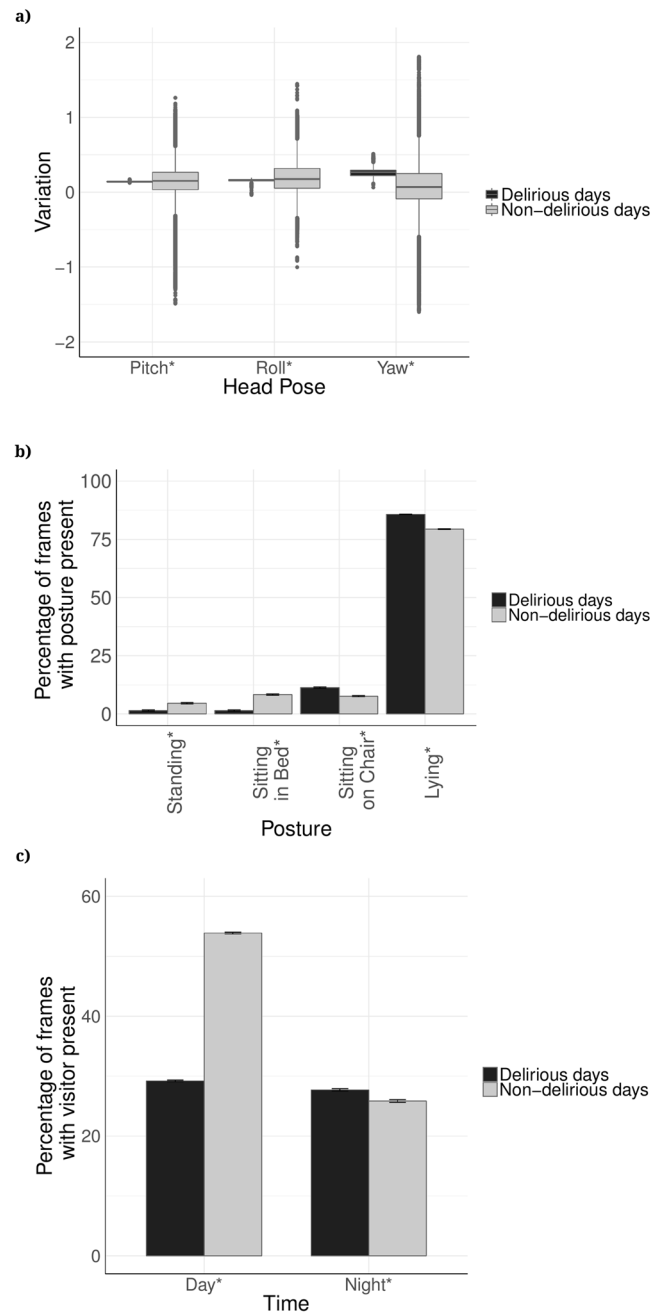 a)
2
1
0
−1
−2
Variation
Pitch*
Roll*
Yaw*
Head Pose
Delirious days
Non−delirious days
b)
100
75
50
25
0
Percentage of frames
with posture present
Standing*
Sitting
in Bed*
Sitting
on Chair*
Lying*
Posture
Delirious days
Non−delirious days
c)
60
40
20
0
Percentage of frames
with visitor present
Day*
Night*
Time
Delirious days
Non−delirious days